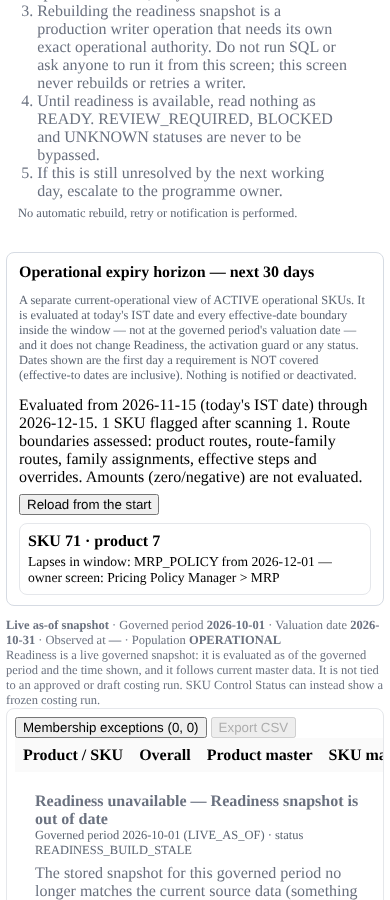 3. Rebuilding the readiness snapshot is a
production writer operation that needs its own
exact operational authority. Do not run SQL or
ask anyone to run it from this screen; this screen
never rebuilds or retries a writer.
4. Until readiness is available, read nothing as
READY. REVIEW_REQUIRED, BLOCKED
and UNKNOWN statuses are never to be
bypassed.
5. If this is still unresolved by the next working
day, escalate to the programme owner.
No automatic rebuild, retry or notification is performed.
Operational expiry horizon — next 30 days
A separate current-operational view of ACTIVE operational SKUs. It
is evaluated at today's IST date and every effective-date boundary
inside the window — not at the governed period's valuation date —
and it does not change Readiness, the activation guard or any status.
Dates shown are the first day a requirement is NOT covered
(effective-to dates are inclusive). Nothing is notified or deactivated.
Evaluated from 2026-11-15 (today's IST date) through
2026-12-15. 1 SKU flagged after scanning 1. Route
boundaries assessed: product routes, route-family
routes, family assignments, effective steps and
overrides. Amounts (zero/negative) are not evaluated.
Reload from the start
SKU 71 · product 7
Lapses in window: MRP_POLICY from 2026-12-01 —
owner screen: Pricing Policy Manager > MRP
Live as-of snapshot · Governed period 2026-10-01 · Valuation date 2026-
10-31 · Observed at — · Population OPERATIONAL
Readiness is a live governed snapshot: it is evaluated as of the governed
period and the time shown, and it follows current master data. It is not tied
to an approved or draft costing run. SKU Control Status can instead show a
frozen costing run.
Membership exceptions (0, 0) Export CSV
Product / SKU Overall Product master SKU ma
Readiness unavailable — Readiness snapshot is
out of date
Governed period 2026-10-01 (LIVE_AS_OF) · status
READINESS_BUILD_STALE
The stored snapshot for this governed period no
longer matches the current source data (something